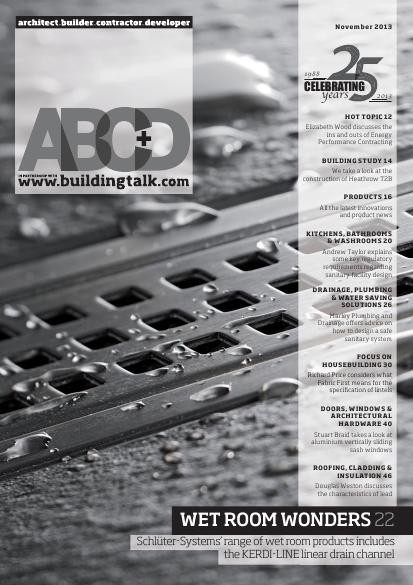 architect builder contractor developer
ABC+D
IN PARTNERSHIP WITH
www.buildingtalk.com
November 2013
25
1988
CELEBRATING
years 2013
HOT TOPIC 12
Elizabeth Wood discusses the
ins and outs of Energy
Performance Contracting
BUILDING STUDY 14
We take a look at the
construction of Heathrow T2B
PRODUCTS 16
All the latest innovations
and product news
KITCHENS, BATHROOMS
& WASHROOMS 20
Andrew Taylor explains
some key regulatory
requirements regarding
sanitary facility design
DRAINAGE, PLUMBING
& WATER SAVING
SOLUTIONS 26
Marley Plumbing and
Drainage offers advice on
how to design a safe
sanitary system
FOCUS ON
HOUSEBUILDING 30
Richard Price considers what
Fabric First means for the
specification of lintels
DOORS, WINDOWS &
ARCHITECTURAL
HARDWARE 40
Stuart Braid takes a look at
aluminium vertically sliding
sash windows
ROOFING, CLADDING &
INSULATION 46
Douglas Weston discusses
the characteristics of lead
WET ROOM WONDERS 22
Schlüter-Systems' range of wet room products includes
the KERDI-LINE linear drain channel